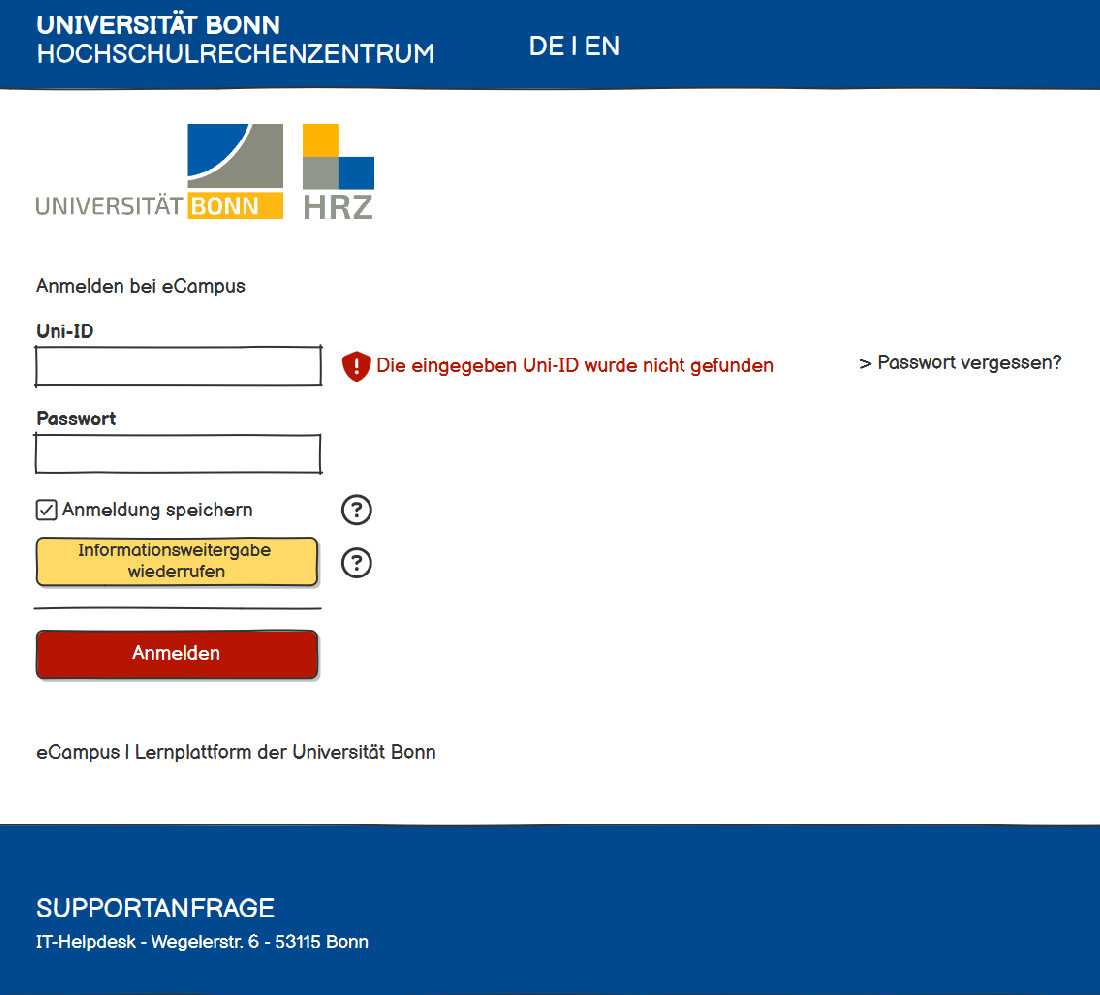 UNIVERSITÄT BONN
HOCHSCHULRECHENZENTRUM
DE | EN
UNIVERSITÄT BONN
HRZ
Anmelden bei eCampus
Uni-ID
Die eingegeben Uni-ID wurde nicht gefunden
> Passwort vergessen?
Passwort
Anmeldung speichern
?
Informationsweitergabe
wiederrufen
?
Anmelden
eCampus | Lernplattform der Universität Bonn
SUPPORTANFRAGE
IT-Helpdesk - Wegelerstr. 6 - 53115 Bonn